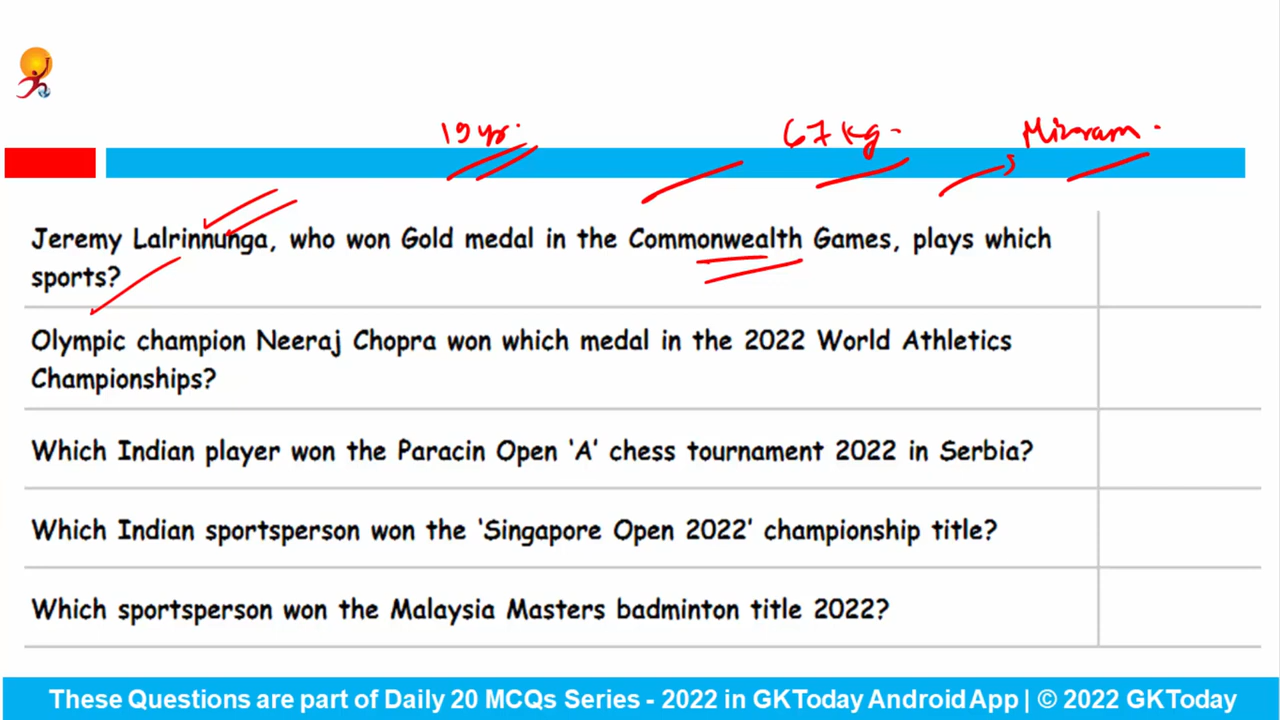 19 yr. 67 kg. Mizoram.
Jeremy Lalrinnunga, who won Gold medal in the Commonwealth Games, plays which
sports?
Olympic champion Neeraj Chopra won which medal in the 2022 World Athletics
Championships?
Which Indian player won the Paracin Open ‘A’ chess tournament 2022 in Serbia?
Which Indian sportsperson won the ‘Singapore Open 2022’ championship title?
Which sportsperson won the Malaysia Masters badminton title 2022?
These Questions are part of Daily 20 MCQs Series - 2022 in GKToday Android App | © 2022 GKToday